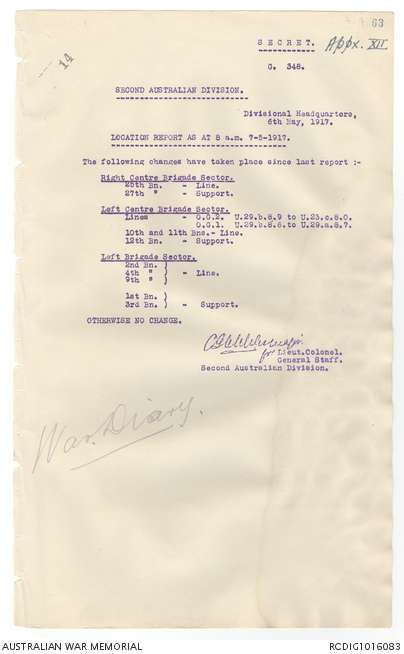 63
14
SECRET. Appx. XII
G. 348.
SECOND AUSTRALIAN DIVISION.
Divisional Headquarters,
6th May, 1917.
LOCATION REPORT AS AT 8 a.m. 7-5-1917.
The following changes have taken place since last report :-
Right Centre Brigade Sector.
25th Bn. - Line.
27th " - Support.
Left Centre Brigade Sector.
Lines - O.G.2. U.29.b.8.9 to U.23.c.8.0.
O.G.1. U.29.b.8.6. to U.29.a.8.7.
10th and 11th Bns.- Line.
12th Bn. - Support.
Left Brigade Sector.
2nd Bn. }
4th " } - Line.
9th " }
1st Bn. }
3rd Bn. } - Support.
OTHERWISE NO CHANGE.
for Lieut.Colonel.
General Staff.
Second Australian Division.
War Diary.
AUSTRALIAN WAR MEMORIAL
RCDIG1016083